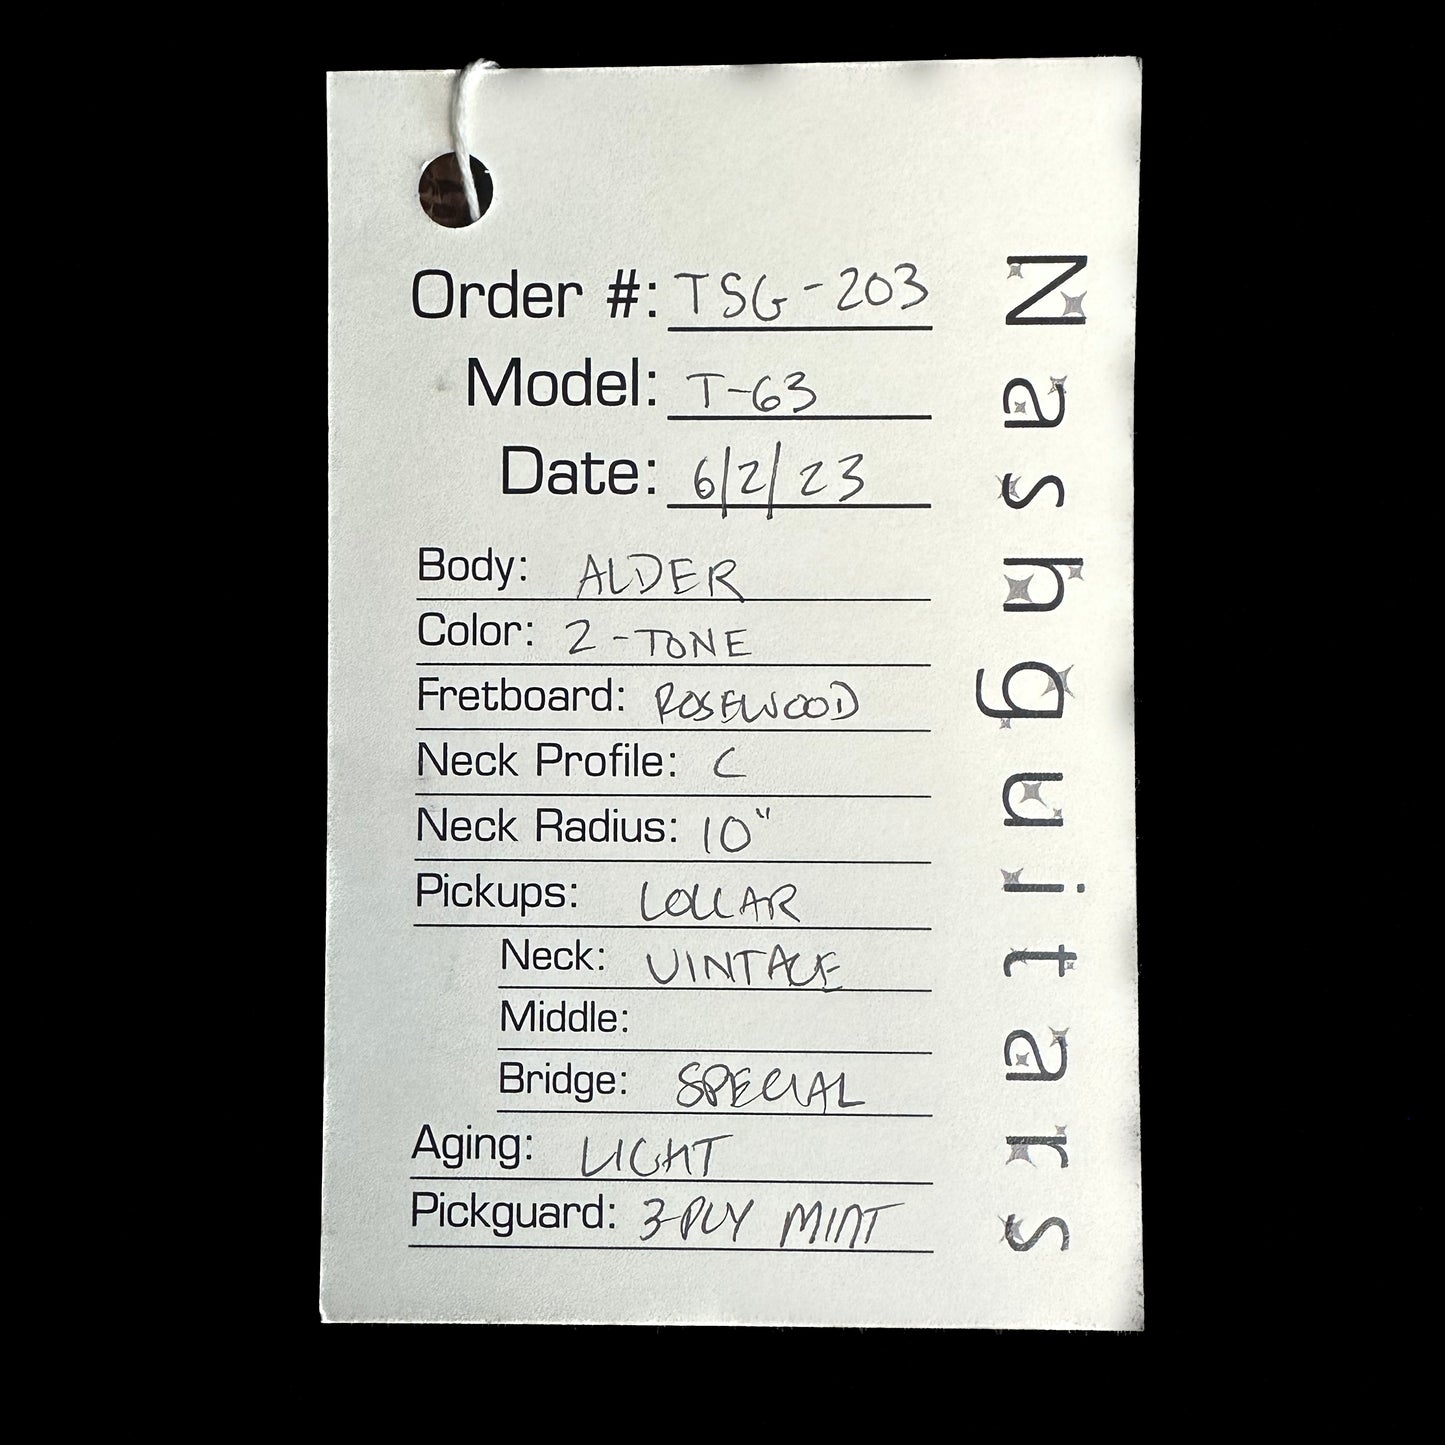 Order #: TSG-203
Model: T-63
Date: 6/2/23
Body: ALDER
Color: 2-TONE
Fretboard: ROSEWOOD
Neck Profile: C
Neck Radius: 10"
Pickups: LOLLAR
Neck: VINTAGE
Middle:
Bridge: SPECIAL
Aging: LIGHT
Pickguard: 3-PLY MINT
Nashguitars